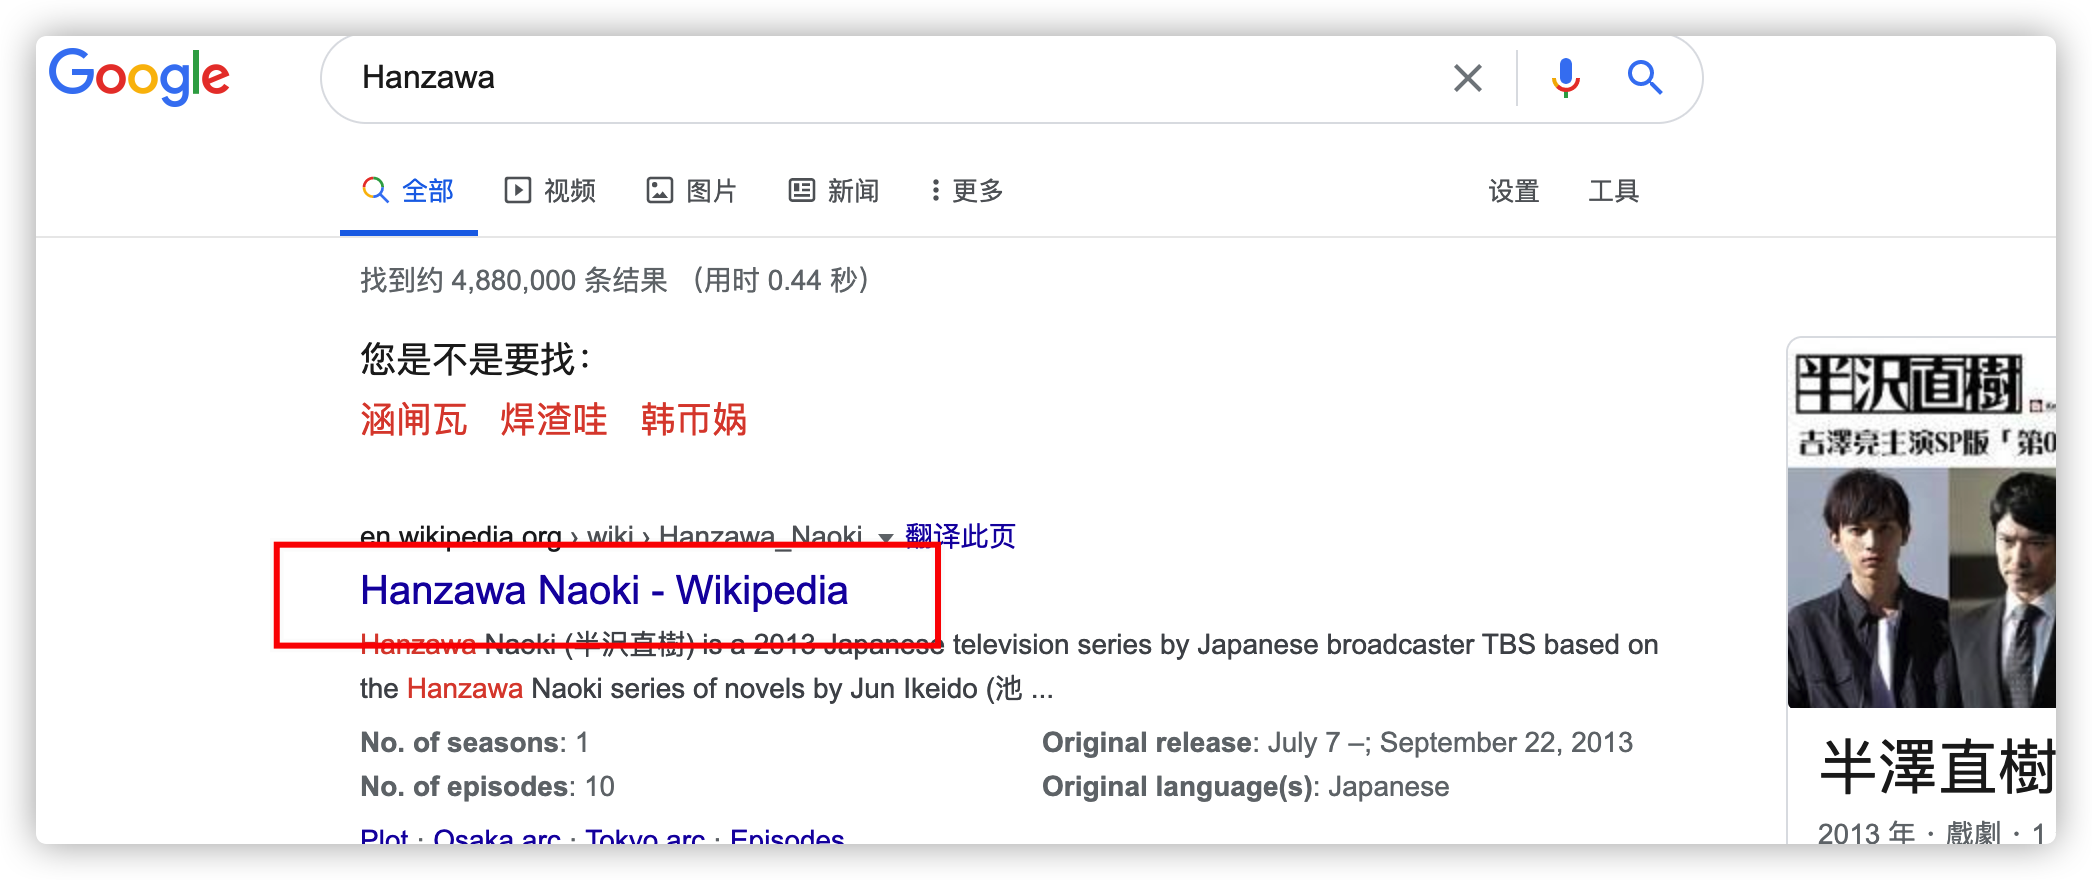 Google
Hanzawa
全部 视频 图片 新闻 更多 设置 工具
找到约 4,880,000 条结果 （用时 0.44 秒）
您是不是要找：
涵闸瓦 焊渣哇 韩币娲
en.wikipedia.org › wiki › Hanzawa_Naoki 翻译此页
Hanzawa Naoki - Wikipedia
Hanzawa Naoki (半沢直樹) is a 2013 Japanese television series by Japanese broadcaster TBS based on
the Hanzawa Naoki series of novels by Jun Ikeido (池 ...
No. of seasons: 1 Original release: July 7 –; September 22, 2013
No. of episodes: 10 Original language(s): Japanese
Plot · Osaka arc · Tokyo arc · Episodes
半沢直樹
古澤亮主演SP版「第0
半澤直樹
2013 年 · 戲劇 · 1